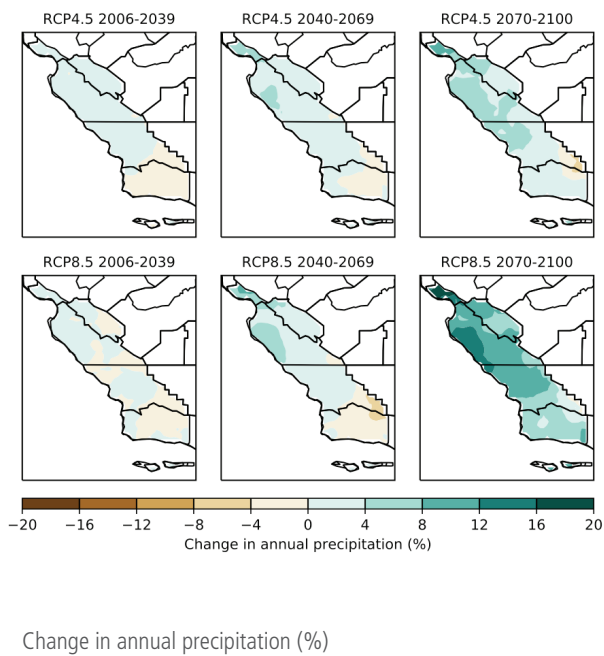 RCP4.5 2006-2039 RCP4.5 2040-2069 RCP4.5 2070-2100
RCP8.5 2006-2039 RCP8.5 2040-2069 RCP8.5 2070-2100
−20 −16 −12 −8 −4 0 4 8 12 16 20
Change in annual precipitation (%)
Change in annual precipitation (%)